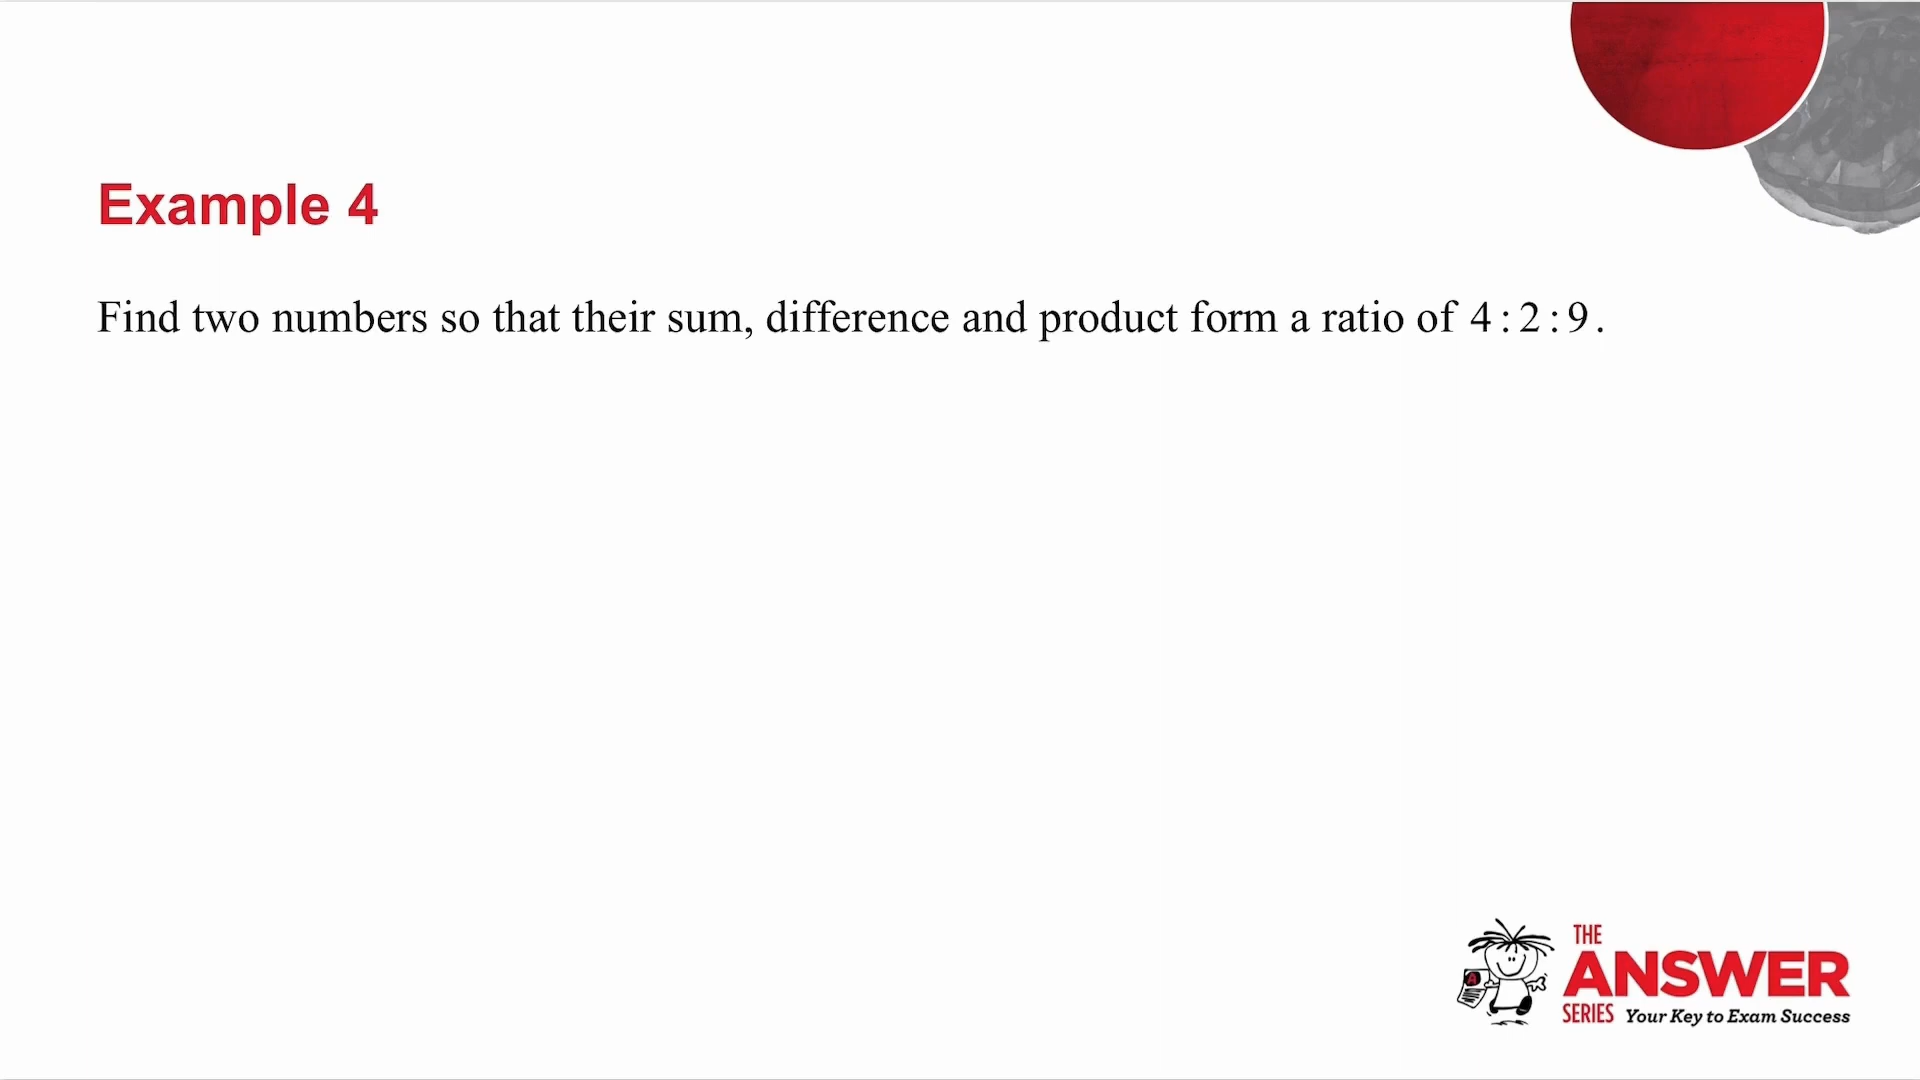 Example 4
Find two numbers so that their sum, difference and product form a ratio of 4 : 2 : 9 .
A
THE
ANSWER
SERIES Your Key to Exam Success